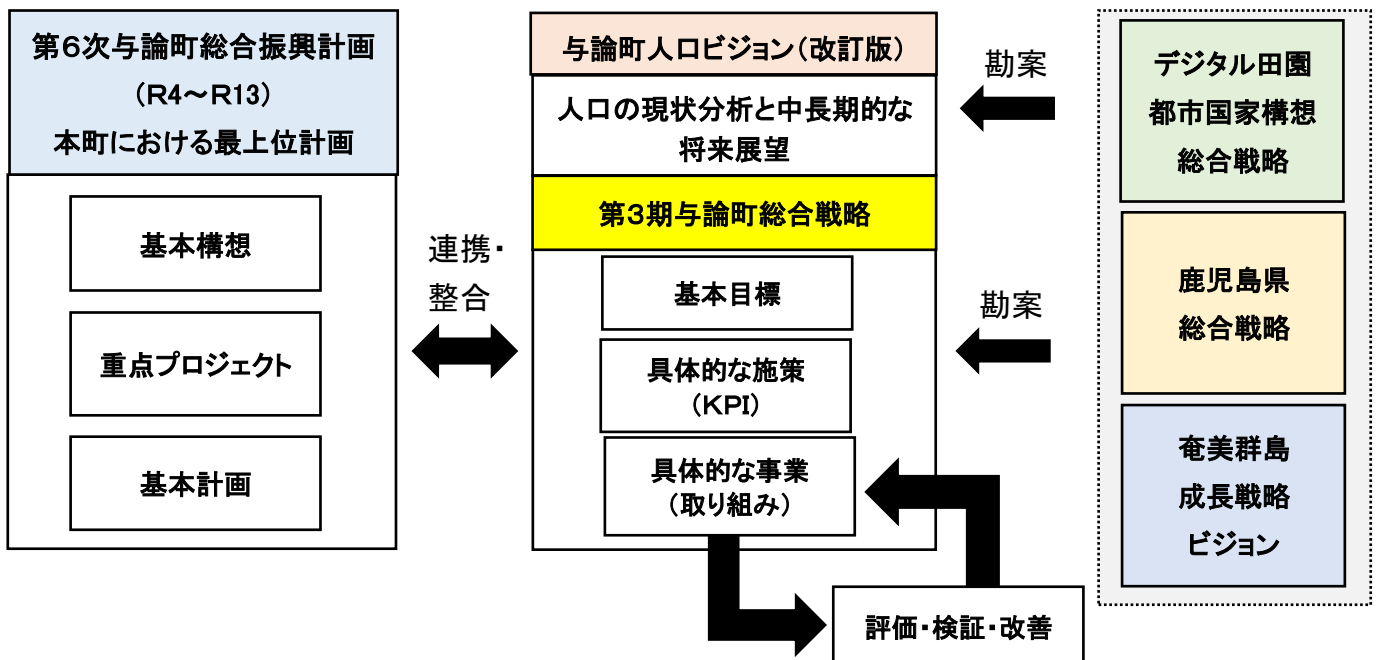 第６次与論町総合振興計画
（Ｒ４～Ｒ１３）
本町における最上位計画
基本構想
重点プロジェクト
基本計画
連携・
整合
与論町人口ビジョン（改訂版）
人口の現状分析と中長期的な
将来展望
第３期与論町総合戦略
基本目標
具体的な施策
（ＫＰＩ）
具体的な事業
（取り組み）
評価・検証・改善
勘案
勘案
デジタル田園
都市国家構想
総合戦略
鹿児島県
総合戦略
奄美群島
成長戦略
ビジョン